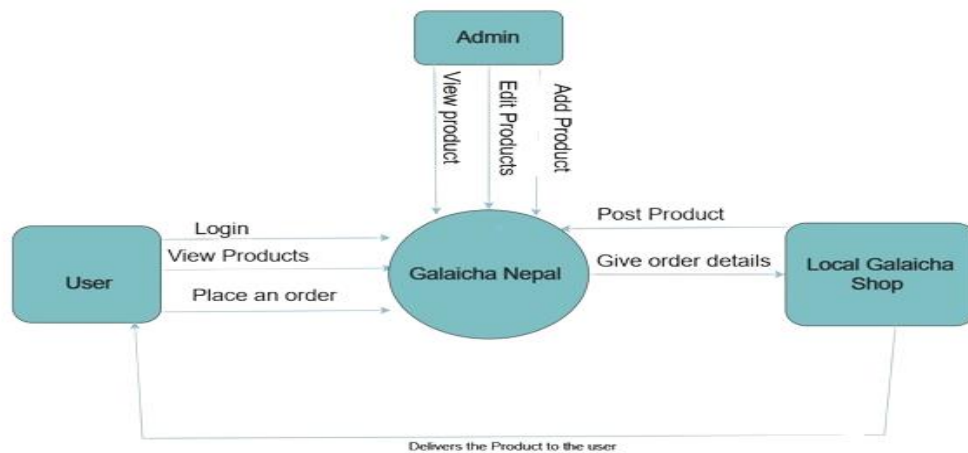 Admin
View product
Edit Products
Add Product
Login
View Products
Place an order
User
Galaicha Nepal
Post Product
Give order details
Local Galaicha
Shop
Delivers the Product to the user